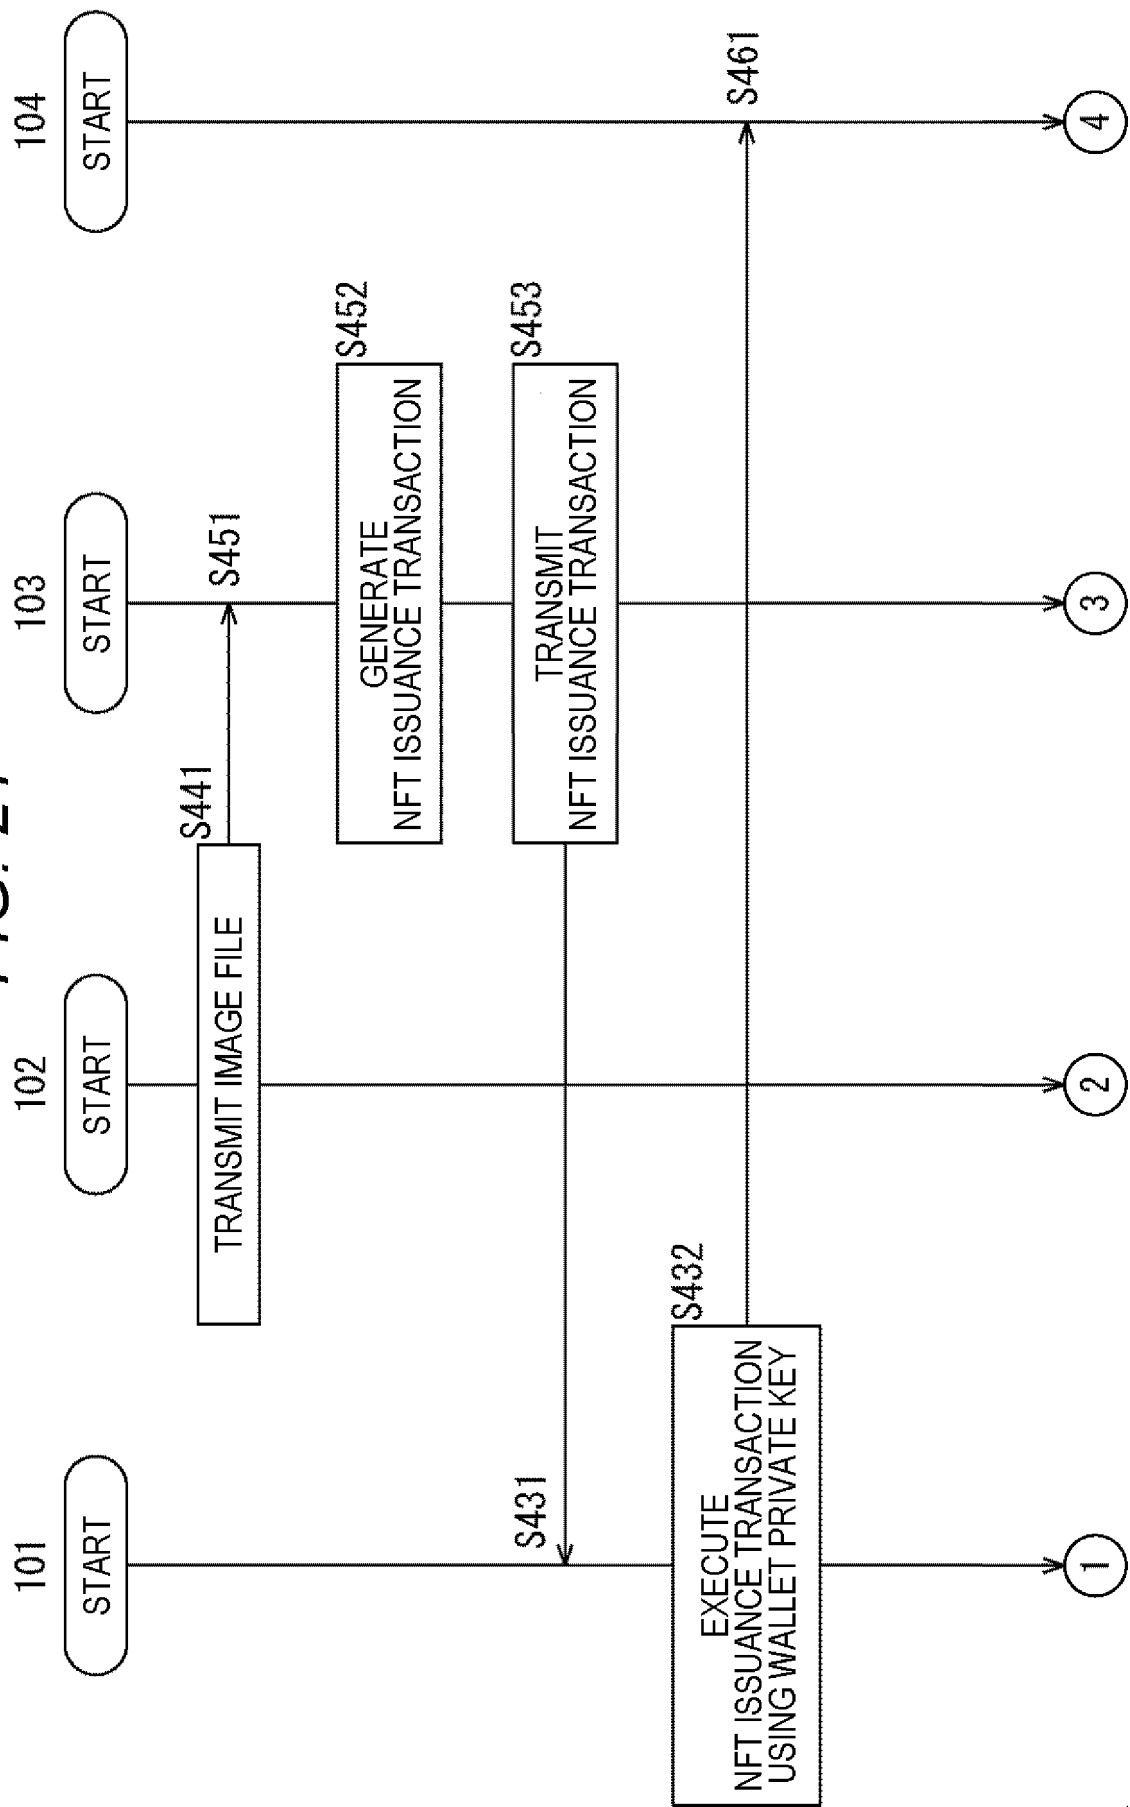 101
102
103
104
START
START
START
START
S441
TRANSMIT IMAGE FILE
S451
S452
GENERATE
NFT ISSUANCE TRANSACTION
S453
TRANSMIT
NFT ISSUANCE TRANSACTION
S431
S432
EXECUTE
NFT ISSUANCE TRANSACTION
USING WALLET PRIVATE KEY
S461
1
2
3
4